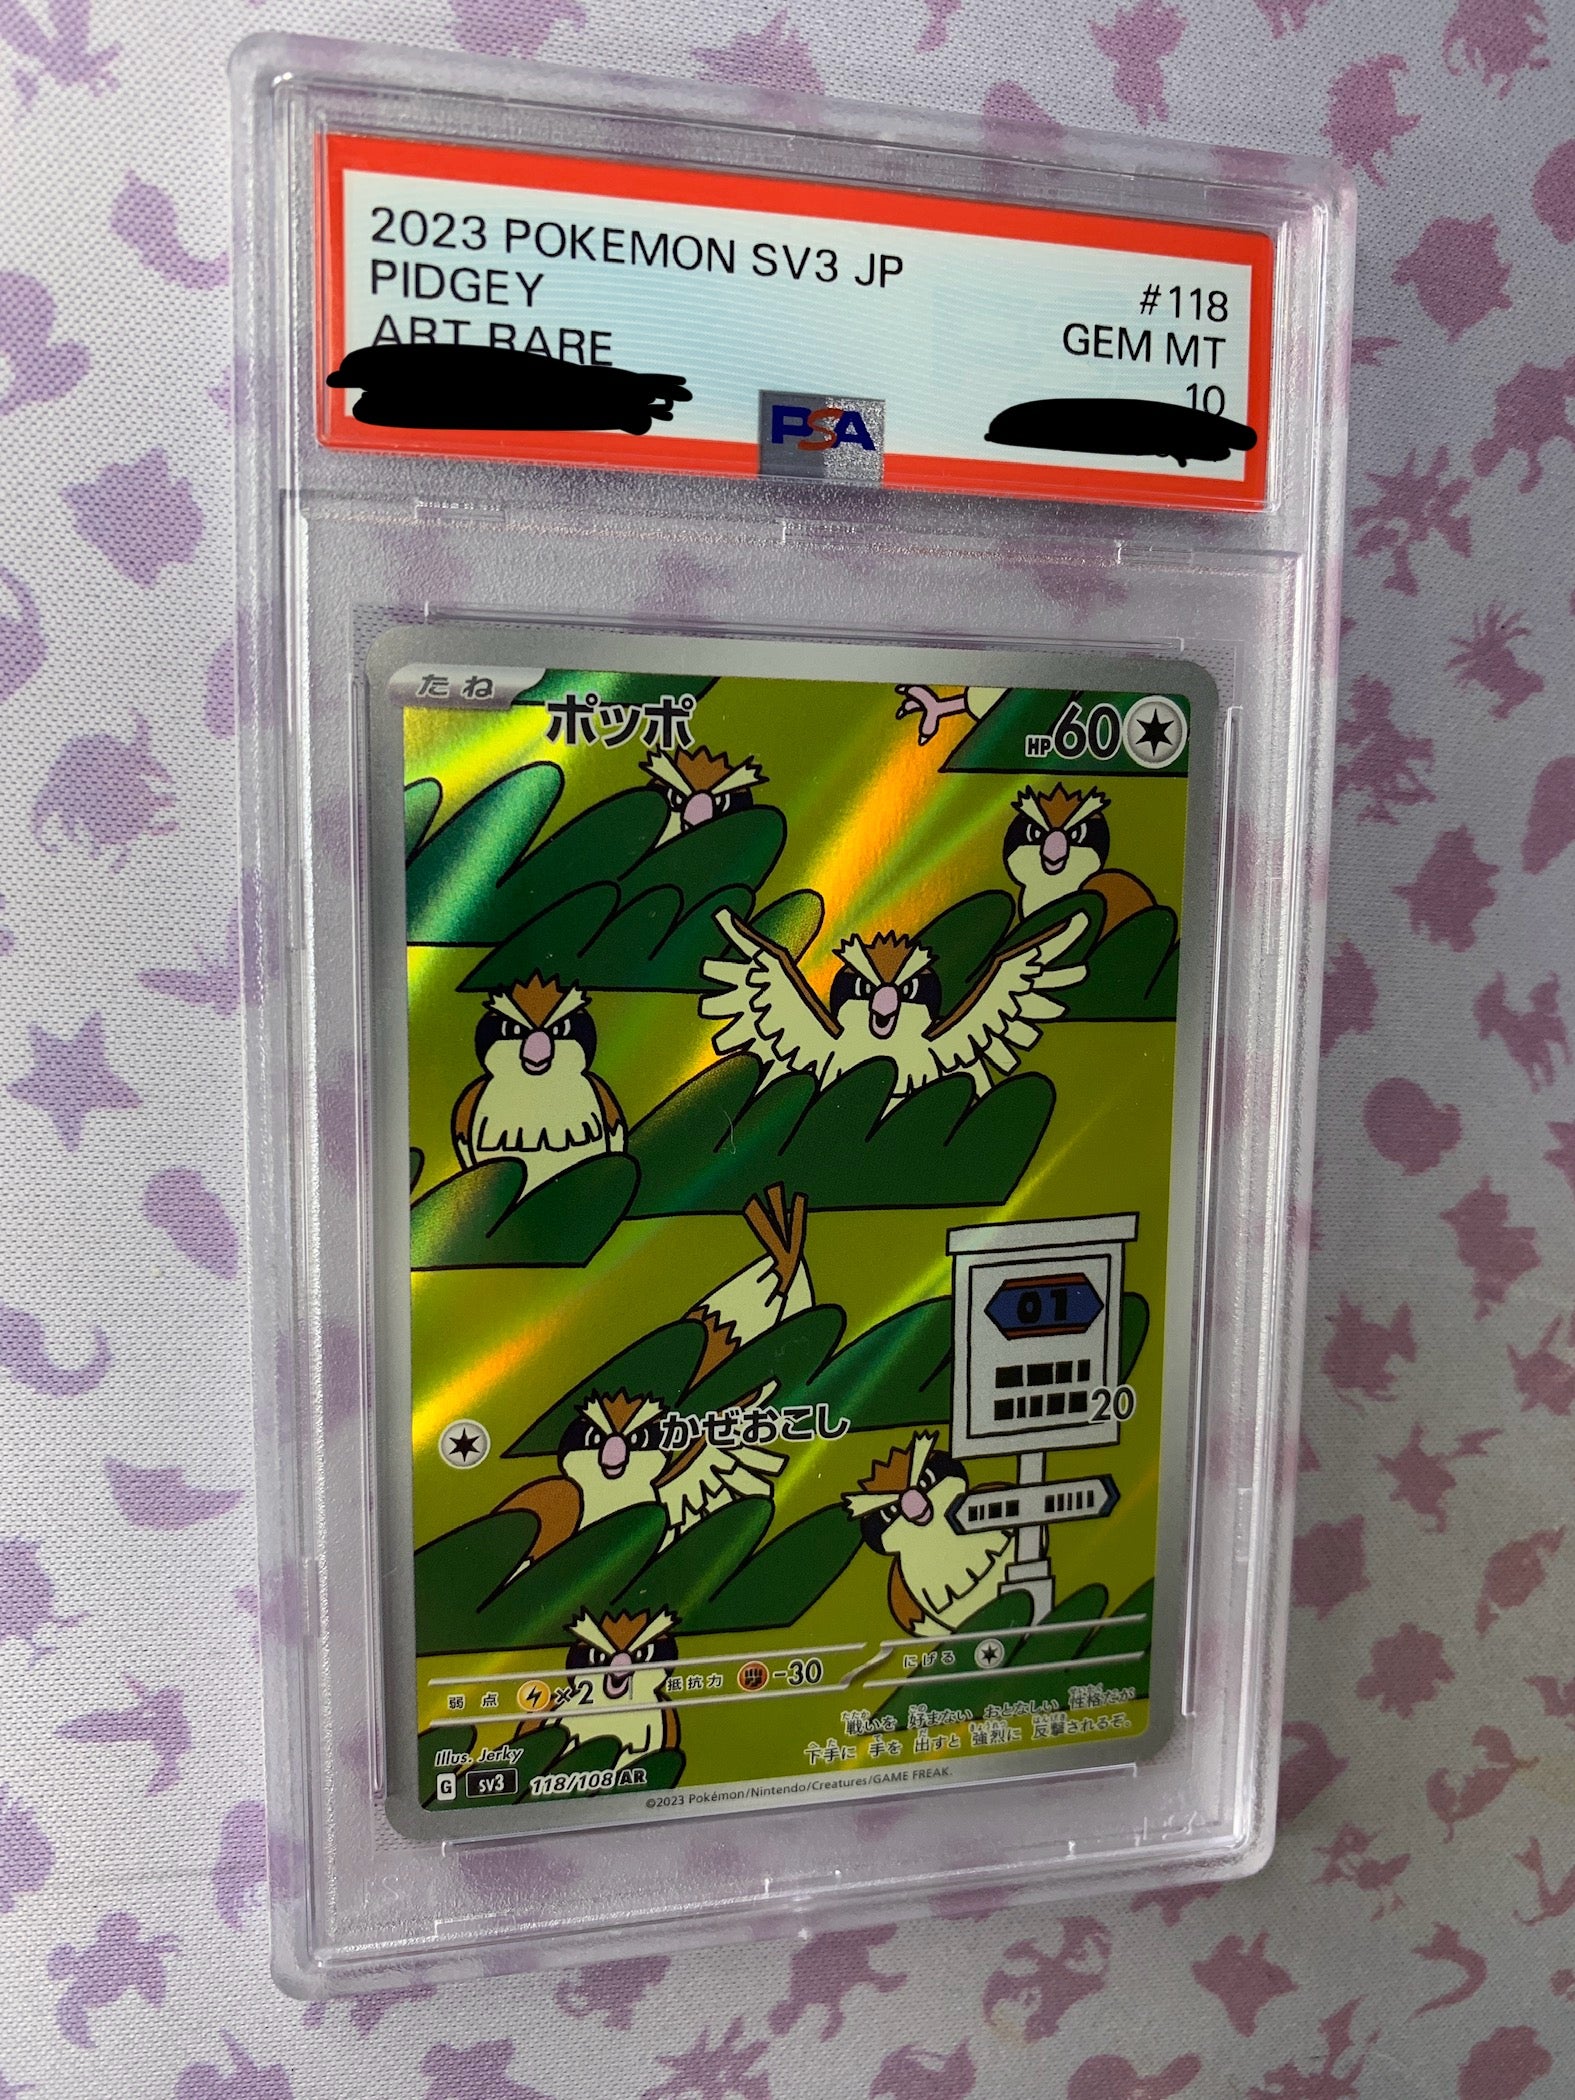 2023 POKEMON SV3 JP
#118
PIDGEY
GEM MT
ART RARE
10
PSA
たね
ポッポ
HP60
01
かぜおこし
20
弱点 ×2
抵抗力 -30
にげる
戦いを 好まない おとなしい 性格だが
下手に 手を 出すと 強烈に 反撃されるぞ。
Illus. Jerky
G sv3 118/108 AR
©2023 Pokémon/Nintendo/Creatures/GAME FREAK.